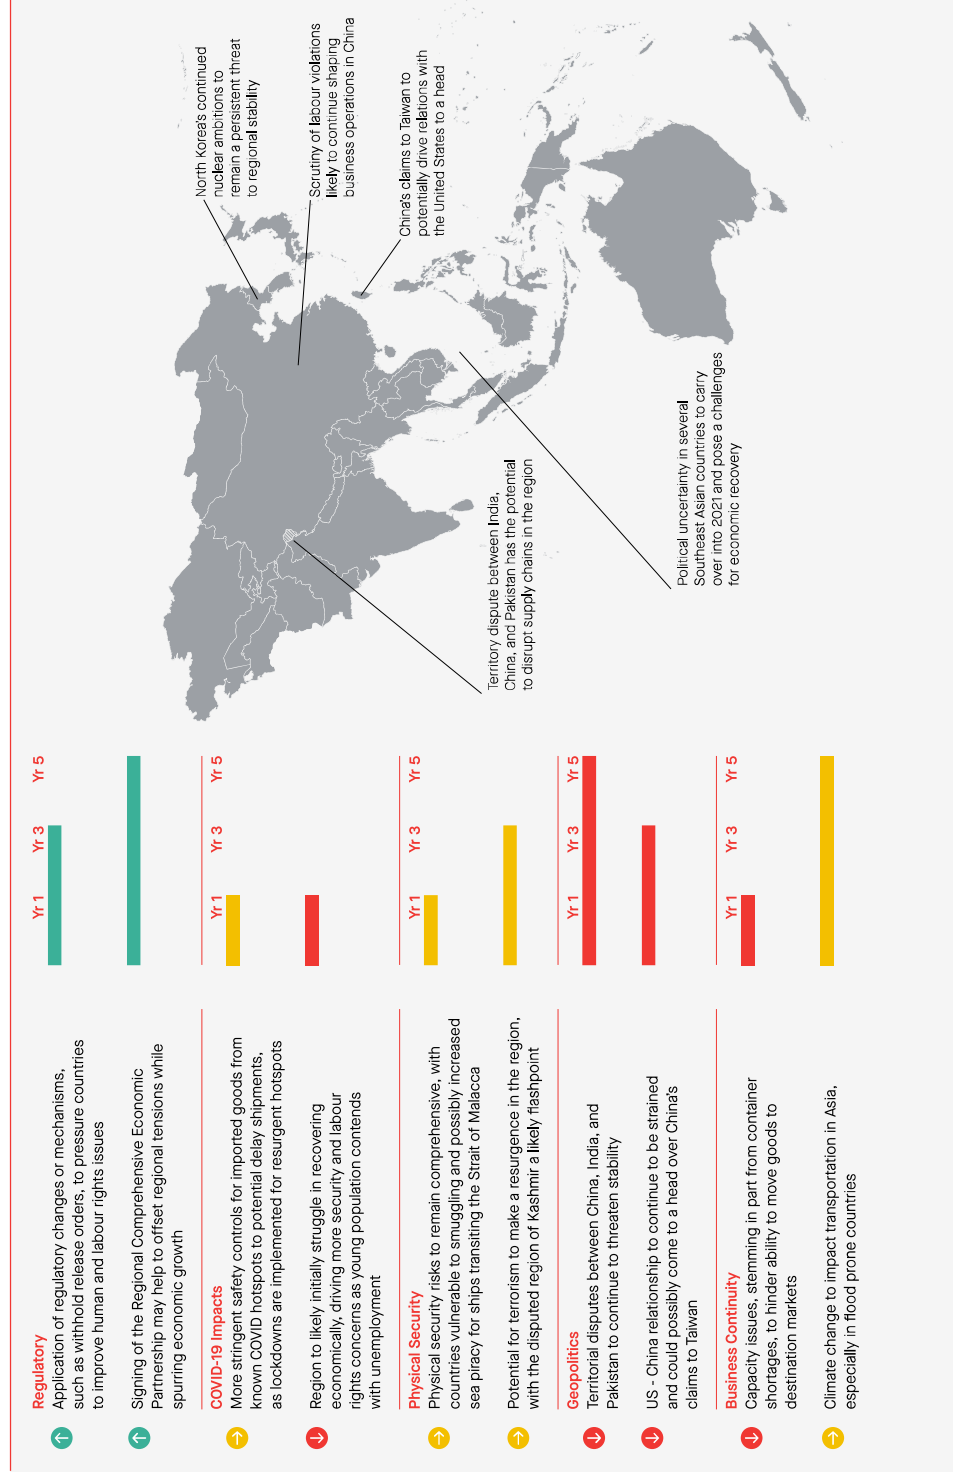 Regulatory
Yr 1 Yr 3 Yr 5
Application of regulatory changes or mechanisms,
such as withhold release orders, to pressure countries
to improve human and labour rights issues
Signing of the Regional Comprehensive Economic
Partnership may help to offset regional tensions while
spurring economic growth
COVID-19 Impacts
Yr 1 Yr 3 Yr 5
More stringent safety controls for imported goods from
known COVID hotspots to potential delay shipments,
as lockdowns are implemented for resurgent hotspots
Region to likely initially struggle in recovering
economically, driving more security and labour
rights concerns as young population contends
with unemployment
Physical Security
Yr 1 Yr 3 Yr 5
Physical security risks to remain comprehensive, with
countries vulnerable to smuggling and possibly increased
sea piracy for ships transiting the Strait of Malacca
Potential for terrorism to make a resurgence in the region,
with the disputed region of Kashmir a likely flashpoint
Geopolitics
Yr 1 Yr 3 Yr 5
Territorial disputes between China, India, and
Pakistan to continue to threaten stability
US - China relationship to continue to be strained
and could possibly come to a head over China's
claims to Taiwan
Business Continuity
Yr 1 Yr 3 Yr 5
Capacity issues, stemming in part from container
shortages, to hinder ability to move goods to
destination markets
Climate change to impact transportation in Asia,
especially in flood prone countries
North Korea's continued
nuclear ambitions to
remain a persistent threat
to regional stability
Scrutiny of labour violations
likely to continue shaping
business operations in China
China's claims to Taiwan to
potentially drive relations with
the United States to a head
Territory dispute between India,
China, and Pakistan has the potential
to disrupt supply chains in the region
Political uncertainty in several
Southeast Asian countries to carry
over into 2021 and pose a challenges
for economic recovery